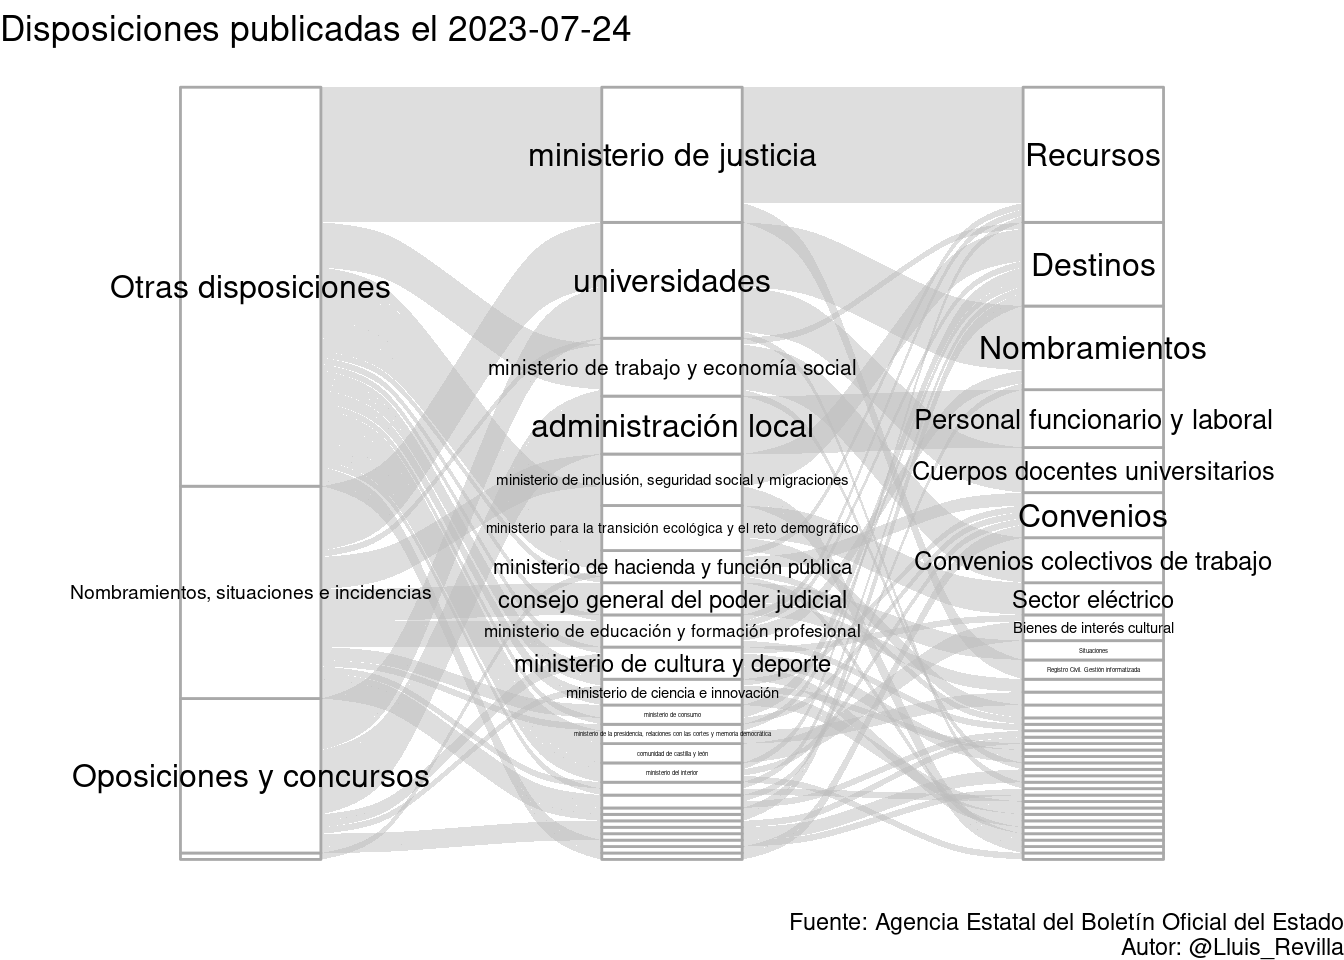 Disposiciones publicadas el 2023-07-24
Otras disposiciones
Nombramientos, situaciones e incidencias
Oposiciones y concursos
ministerio de justicia
universidades
ministerio de trabajo y economía social
administración local
ministerio de inclusión, seguridad social y migraciones
ministerio para la transición ecológica y el reto demográfico
ministerio de hacienda y función pública
consejo general del poder judicial
ministerio de educación y formación profesional
ministerio de cultura y deporte
ministerio de ciencia e innovación
ministerio de consumo
ministerio de la presidencia, relaciones con las cortes y memoria democrática
comunidad de castilla y león
ministerio del interior
Recursos
Destinos
Nombramientos
Personal funcionario y laboral
Cuerpos docentes universitarios
Convenios
Convenios colectivos de trabajo
Sector eléctrico
Bienes de interés cultural
Situaciones
Registro Civil. Gestión informatizada
Fuente: Agencia Estatal del Boletín Oficial del Estado
Autor: @Lluis_Revilla